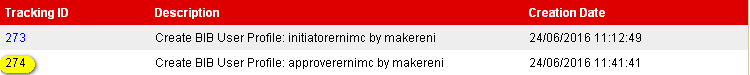 Tracking ID Description Creation Date
273 Create BIB User Profile: initiatorernimc by makereni 24/06/2016 11:12:49
274 Create BIB User Profile: approverernimc by makereni 24/06/2016 11:41:41